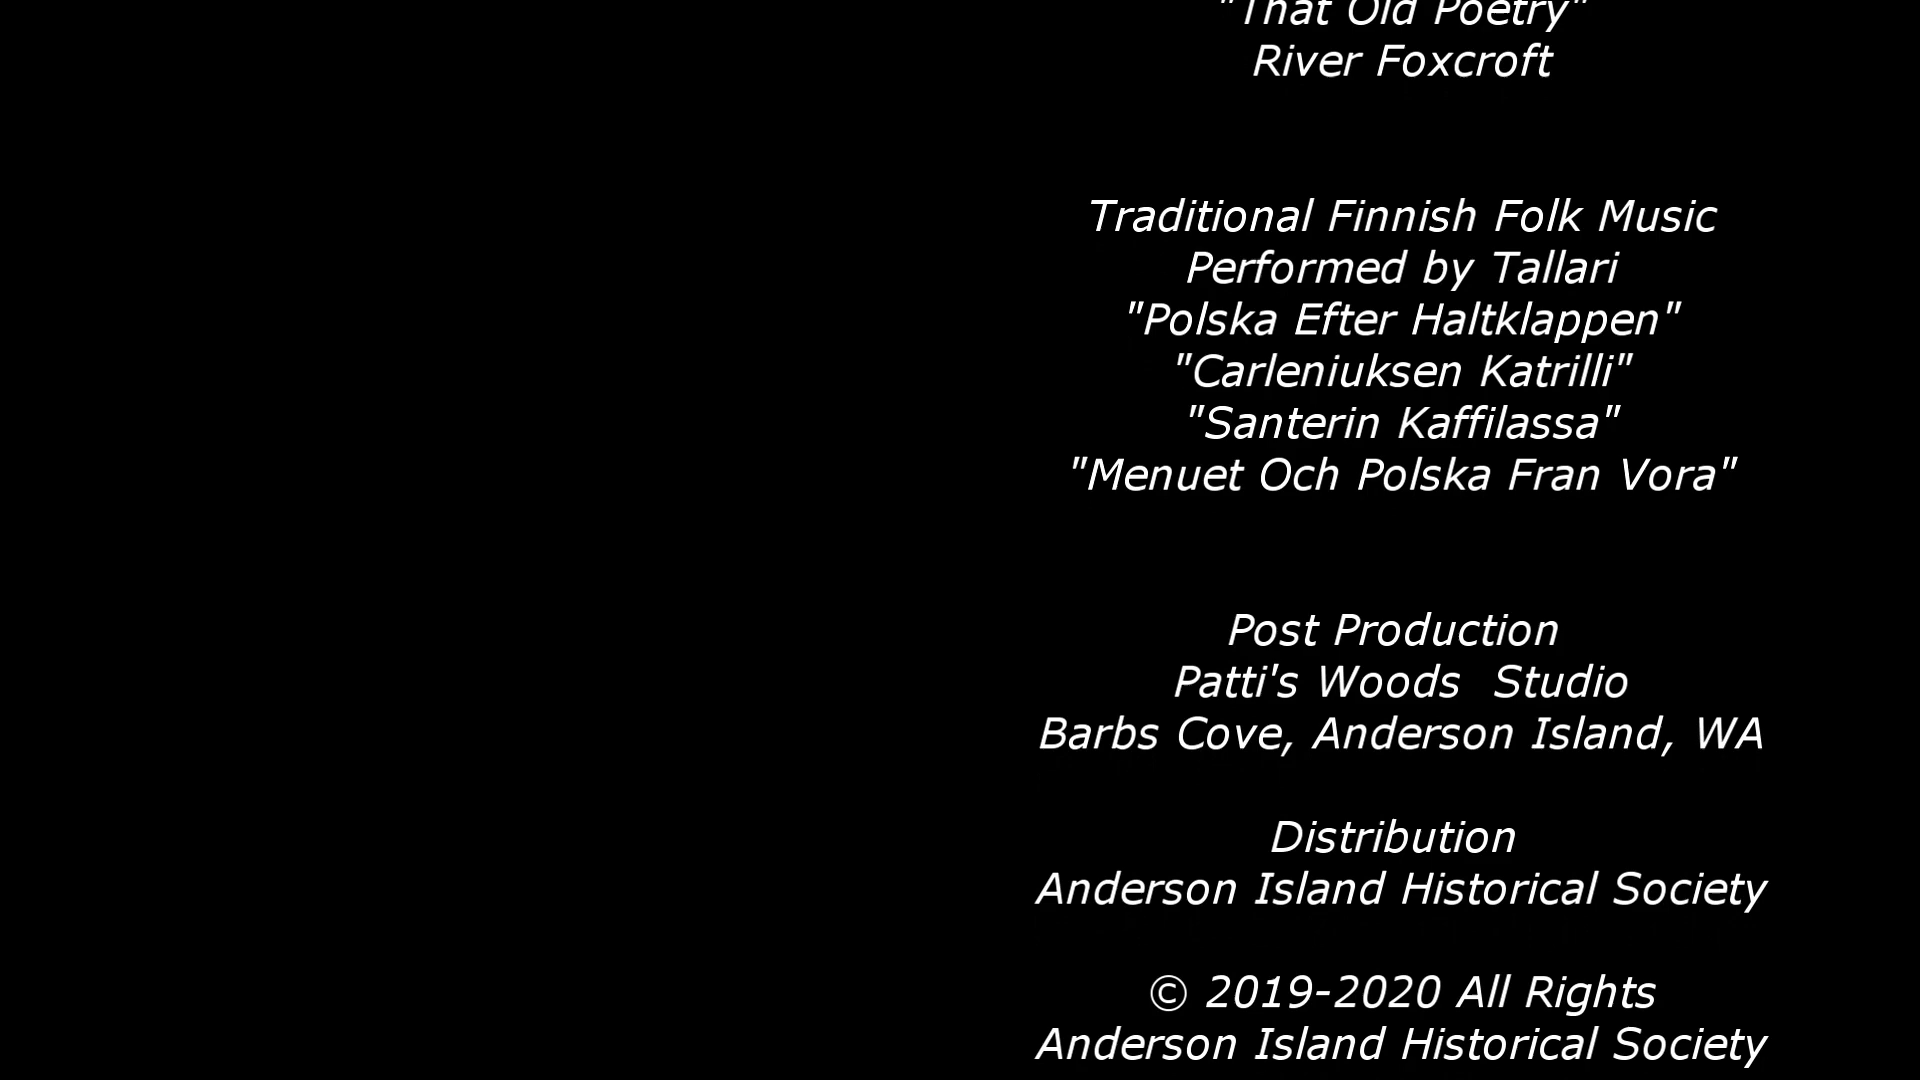 "That Old Poetry"
River Foxcroft
Traditional Finnish Folk Music
Performed by Tallari
"Polska Efter Haltklappen"
"Carleniuksen Katrilli"
"Santerin Kaffilassa"
"Menuet Och Polska Fran Vora"
Post Production
Patti's Woods  Studio
Barbs Cove, Anderson Island, WA
Distribution
Anderson Island Historical Society
© 2019-2020 All Rights
Anderson Island Historical Society